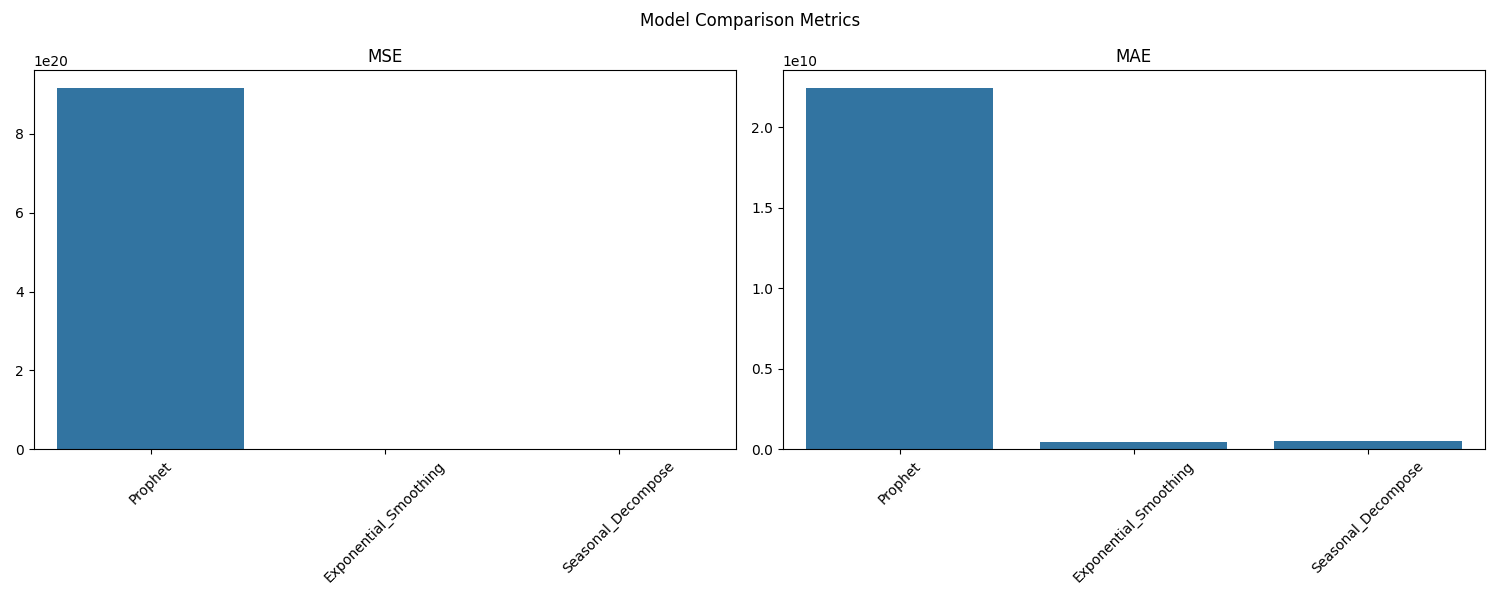 Model Comparison Metrics
MSE
1e20
8
6
4
2
0
Prophet
Exponential_Smoothing
Seasonal_Decompose
MAE
1e10
2.0
1.5
1.0
0.5
0.0
Prophet
Exponential_Smoothing
Seasonal_Decompose